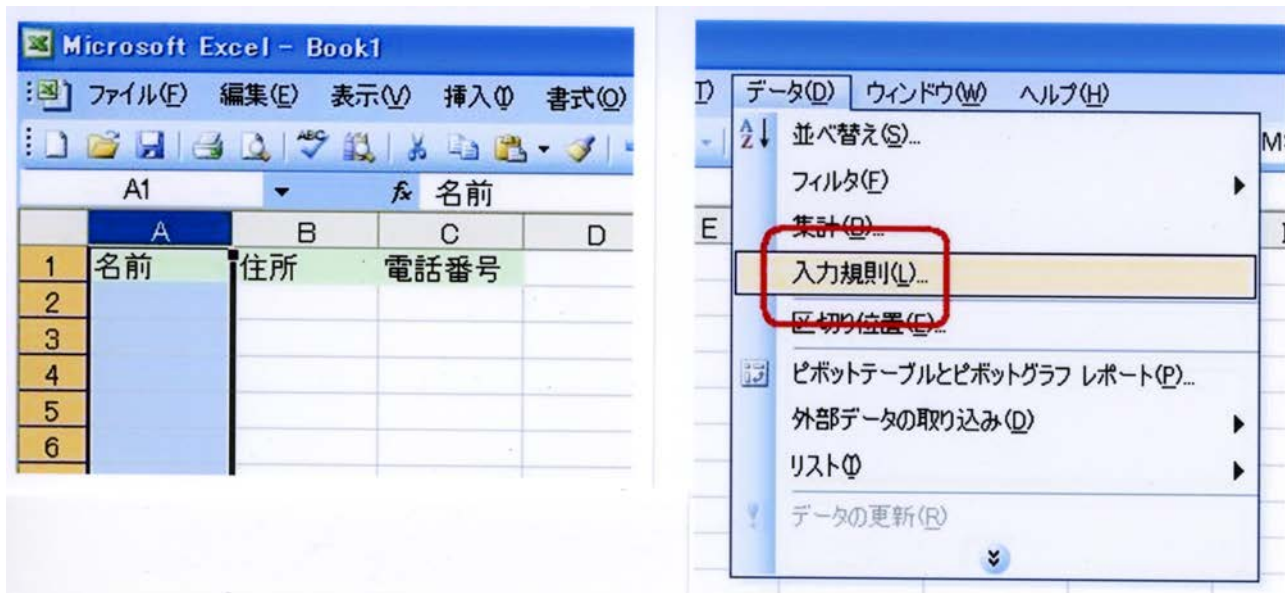 Microsoft Excel - Book1
ファイル(F) 編集(E) 表示(V) 挿入(I) 書式(O)
ABC
A1 fx 名前
A B C D
1 名前 住所 電話番号
2
3
4
5
6
T) データ(D) ウィンドウ(W) ヘルプ(H)
AZ 並べ替え(S)...
フィルタ(F)
E 集計(B)...
入力規則(L)...
区切り位置(E)...
ピボットテーブルとピボットグラフ レポート(P)...
外部データの取り込み(D)
リスト(I)
データの更新(R)